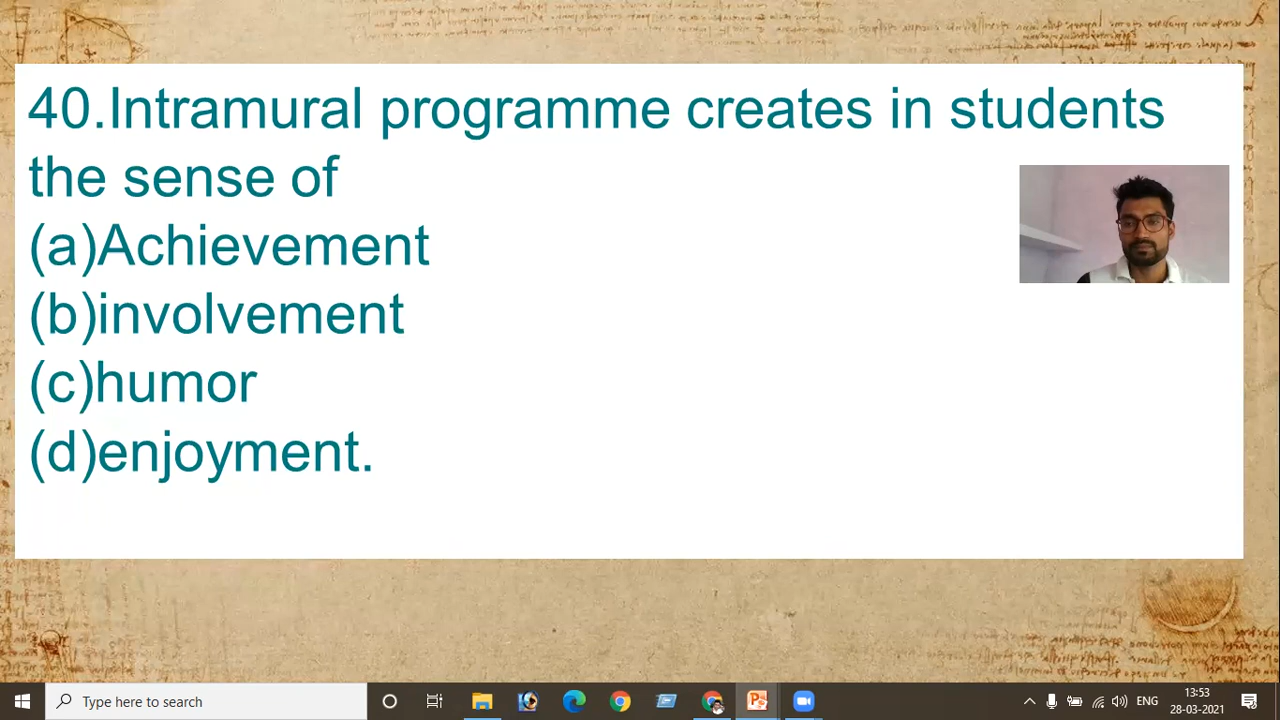 40.Intramural programme creates in students
the sense of
(a)Achievement
(b)involvement
(c)humor
(d)enjoyment.
Type here to search
ENG
13:53
28-03-2021